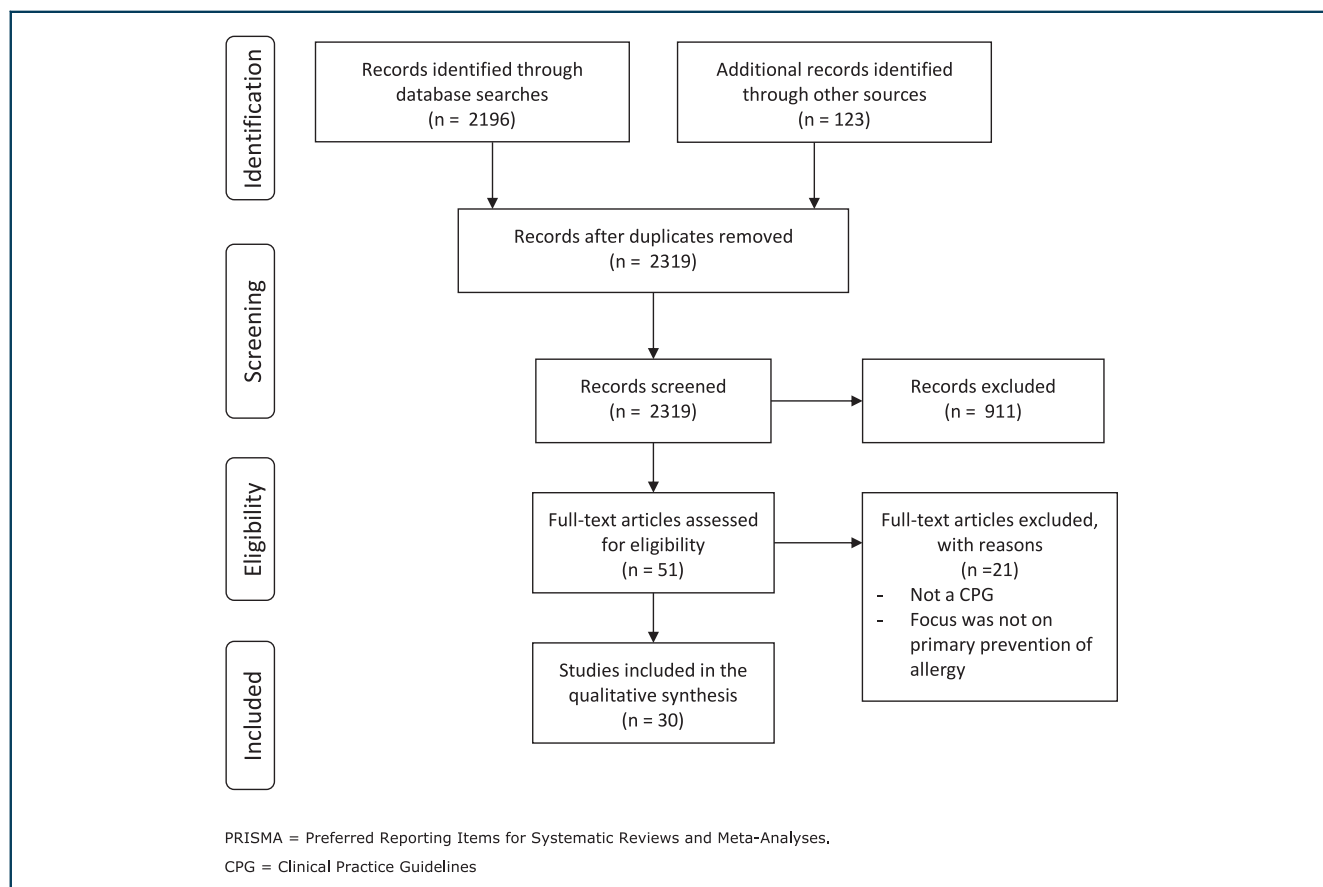 Identification
Records identified through
database searches
(n = 2196)
Additional records identified
through other sources
(n = 123)
Records after duplicates removed
(n = 2319)
Screening
Records screened
(n = 2319)
Records excluded
(n = 911)
Eligibility
Full-text articles assessed
for eligibility
(n = 51)
Full-text articles excluded,
with reasons
(n =21)
- Not a CPG
- Focus was not on
primary prevention of
allergy
Included
Studies included in the
qualitative synthesis
(n = 30)
PRISMA = Preferred Reporting Items for Systematic Reviews and Meta-Analyses.
CPG = Clinical Practice Guidelines